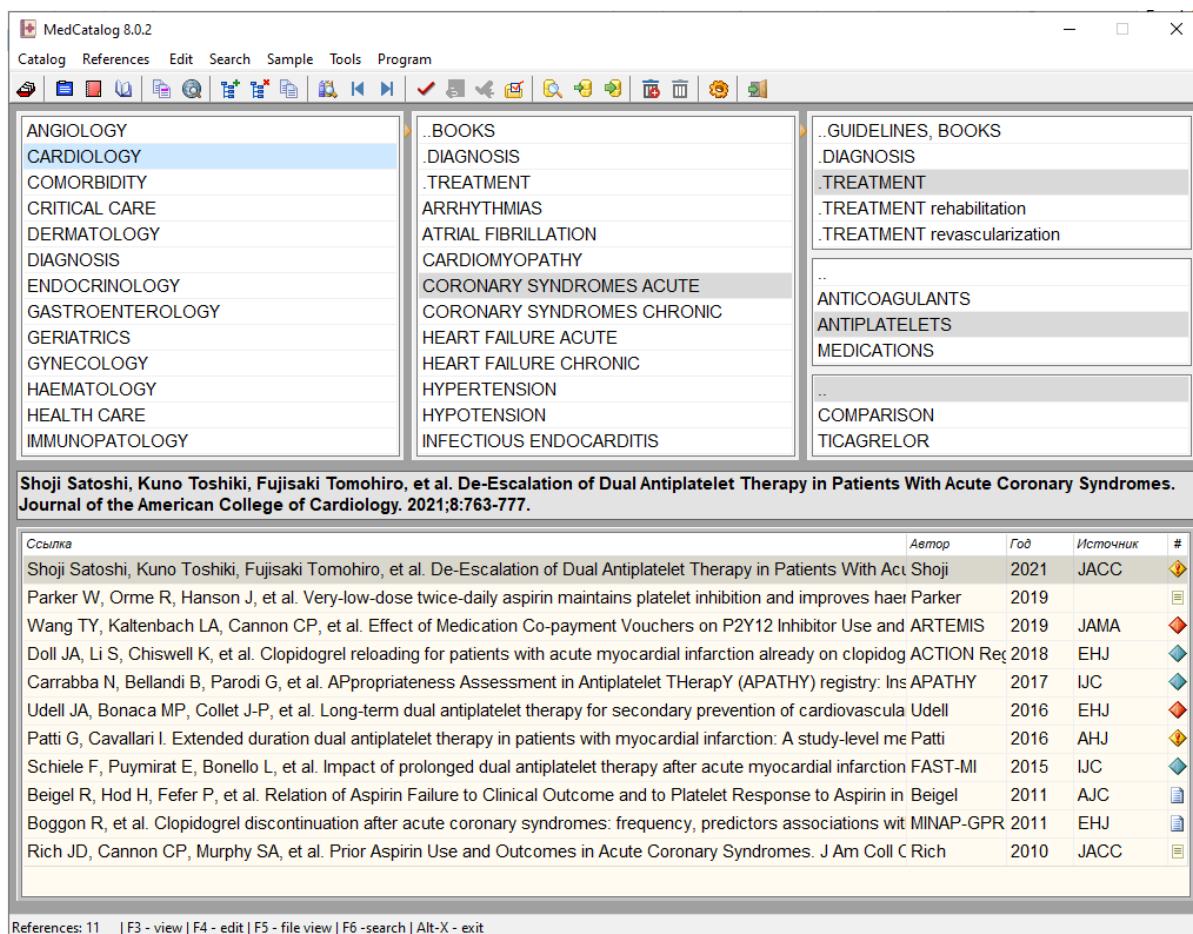 MedCatalog 8.0.2
Catalog References Edit Search Sample Tools Program
ANGIOLOGY
CARDIOLOGY
COMORBIDITY
CRITICAL CARE
DERMATOLOGY
DIAGNOSIS
ENDOCRINOLOGY
GASTROENTEROLOGY
GERIATRICS
GYNECOLOGY
HAEMATOLOGY
HEALTH CARE
IMMUNOPATOLOGY
..BOOKS
.DIAGNOSIS
.TREATMENT
ARRHYTHMIAS
ATRIAL FIBRILLATION
CARDIOMYOPATHY
CORONARY SYNDROMES ACUTE
CORONARY SYNDROMES CHRONIC
HEART FAILURE ACUTE
HEART FAILURE CHRONIC
HYPERTENSION
HYPOTENSION
INFECTIOUS ENDOCARDITIS
..GUIDELINES, BOOKS
.DIAGNOSIS
.TREATMENT
.TREATMENT rehabilitation
.TREATMENT revascularization
..
ANTICOAGULANTS
ANTIPLATELETS
MEDICATIONS
..
COMPARISON
TICAGRELOR
Shoji Satoshi, Kuno Toshiki, Fujisaki Tomohiro, et al. De-Escalation of Dual Antiplatelet Therapy in Patients With Acute Coronary Syndromes.
Journal of the American College of Cardiology. 2021;8:763-777.
Ссылка Автор Год Источник #
Shoji Satoshi, Kuno Toshiki, Fujisaki Tomohiro, et al. De-Escalation of Dual Antiplatelet Therapy in Patients With Acu Shoji 2021 JACC
Parker W, Orme R, Hanson J, et al. Very-low-dose twice-daily aspirin maintains platelet inhibition and improves haer Parker 2019
Wang TY, Kaltenbach LA, Cannon CP, et al. Effect of Medication Co-payment Vouchers on P2Y12 Inhibitor Use and ARTEMIS 2019 JAMA
Doll JA, Li S, Chiswell K, et al. Clopidogrel reloading for patients with acute myocardial infarction already on clopidog ACTION Reg 2018 EHJ
Carrabba N, Bellandi B, Parodi G, et al. APpropriateness Assessment in Antiplatelet THerapY (APATHY) registry: Ins APATHY 2017 IJC
Udell JA, Bonaca MP, Collet J-P, et al. Long-term dual antiplatelet therapy for secondary prevention of cardiovascula Udell 2016 EHJ
Patti G, Cavallari I. Extended duration dual antiplatelet therapy in patients with myocardial infarction: A study-level me Patti 2016 AHJ
Schiele F, Puymirat E, Bonello L, et al. Impact of prolonged dual antiplatelet therapy after acute myocardial infarction FAST-MI 2015 IJC
Beigel R, Hod H, Fefer P, et al. Relation of Aspirin Failure to Clinical Outcome and to Platelet Response to Aspirin in Beigel 2011 AJC
Boggon R, et al. Clopidogrel discontinuation after acute coronary syndromes: frequency, predictors associations wit MINAP-GPR 2011 EHJ
Rich JD, Cannon CP, Murphy SA, et al. Prior Aspirin Use and Outcomes in Acute Coronary Syndromes. J Am Coll C Rich 2010 JACC
References: 11 | F3 - view | F4 - edit | F5 - file view | F6 -search | Alt-X - exit